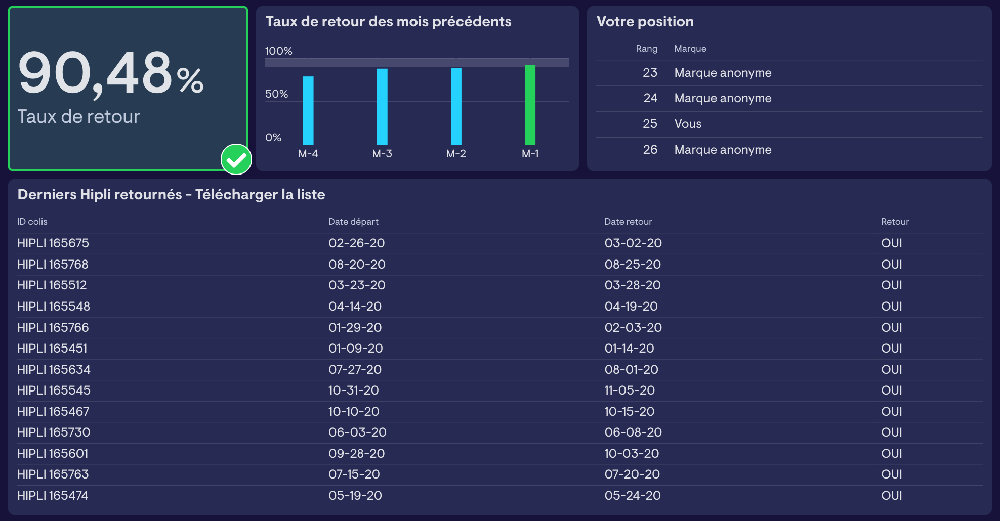 90,48%
Taux de retour
Taux de retour des mois précédents
100%
50%
0%
M-4 M-3 M-2 M-1
Votre position
Rang Marque
23 Marque anonyme
24 Marque anonyme
25 Vous
26 Marque anonyme
Derniers Hipli retournés - Télécharger la liste
ID colis Date départ Date retour Retour
HIPLI 165675 02-26-20 03-02-20 OUI
HIPLI 165768 08-20-20 08-25-20 OUI
HIPLI 165512 03-23-20 03-28-20 OUI
HIPLI 165548 04-14-20 04-19-20 OUI
HIPLI 165766 01-29-20 02-03-20 OUI
HIPLI 165451 01-09-20 01-14-20 OUI
HIPLI 165634 07-27-20 08-01-20 OUI
HIPLI 165545 10-31-20 11-05-20 OUI
HIPLI 165467 10-10-20 10-15-20 OUI
HIPLI 165730 06-03-20 06-08-20 OUI
HIPLI 165601 09-28-20 10-03-20 OUI
HIPLI 165763 07-15-20 07-20-20 OUI
HIPLI 165474 05-19-20 05-24-20 OUI